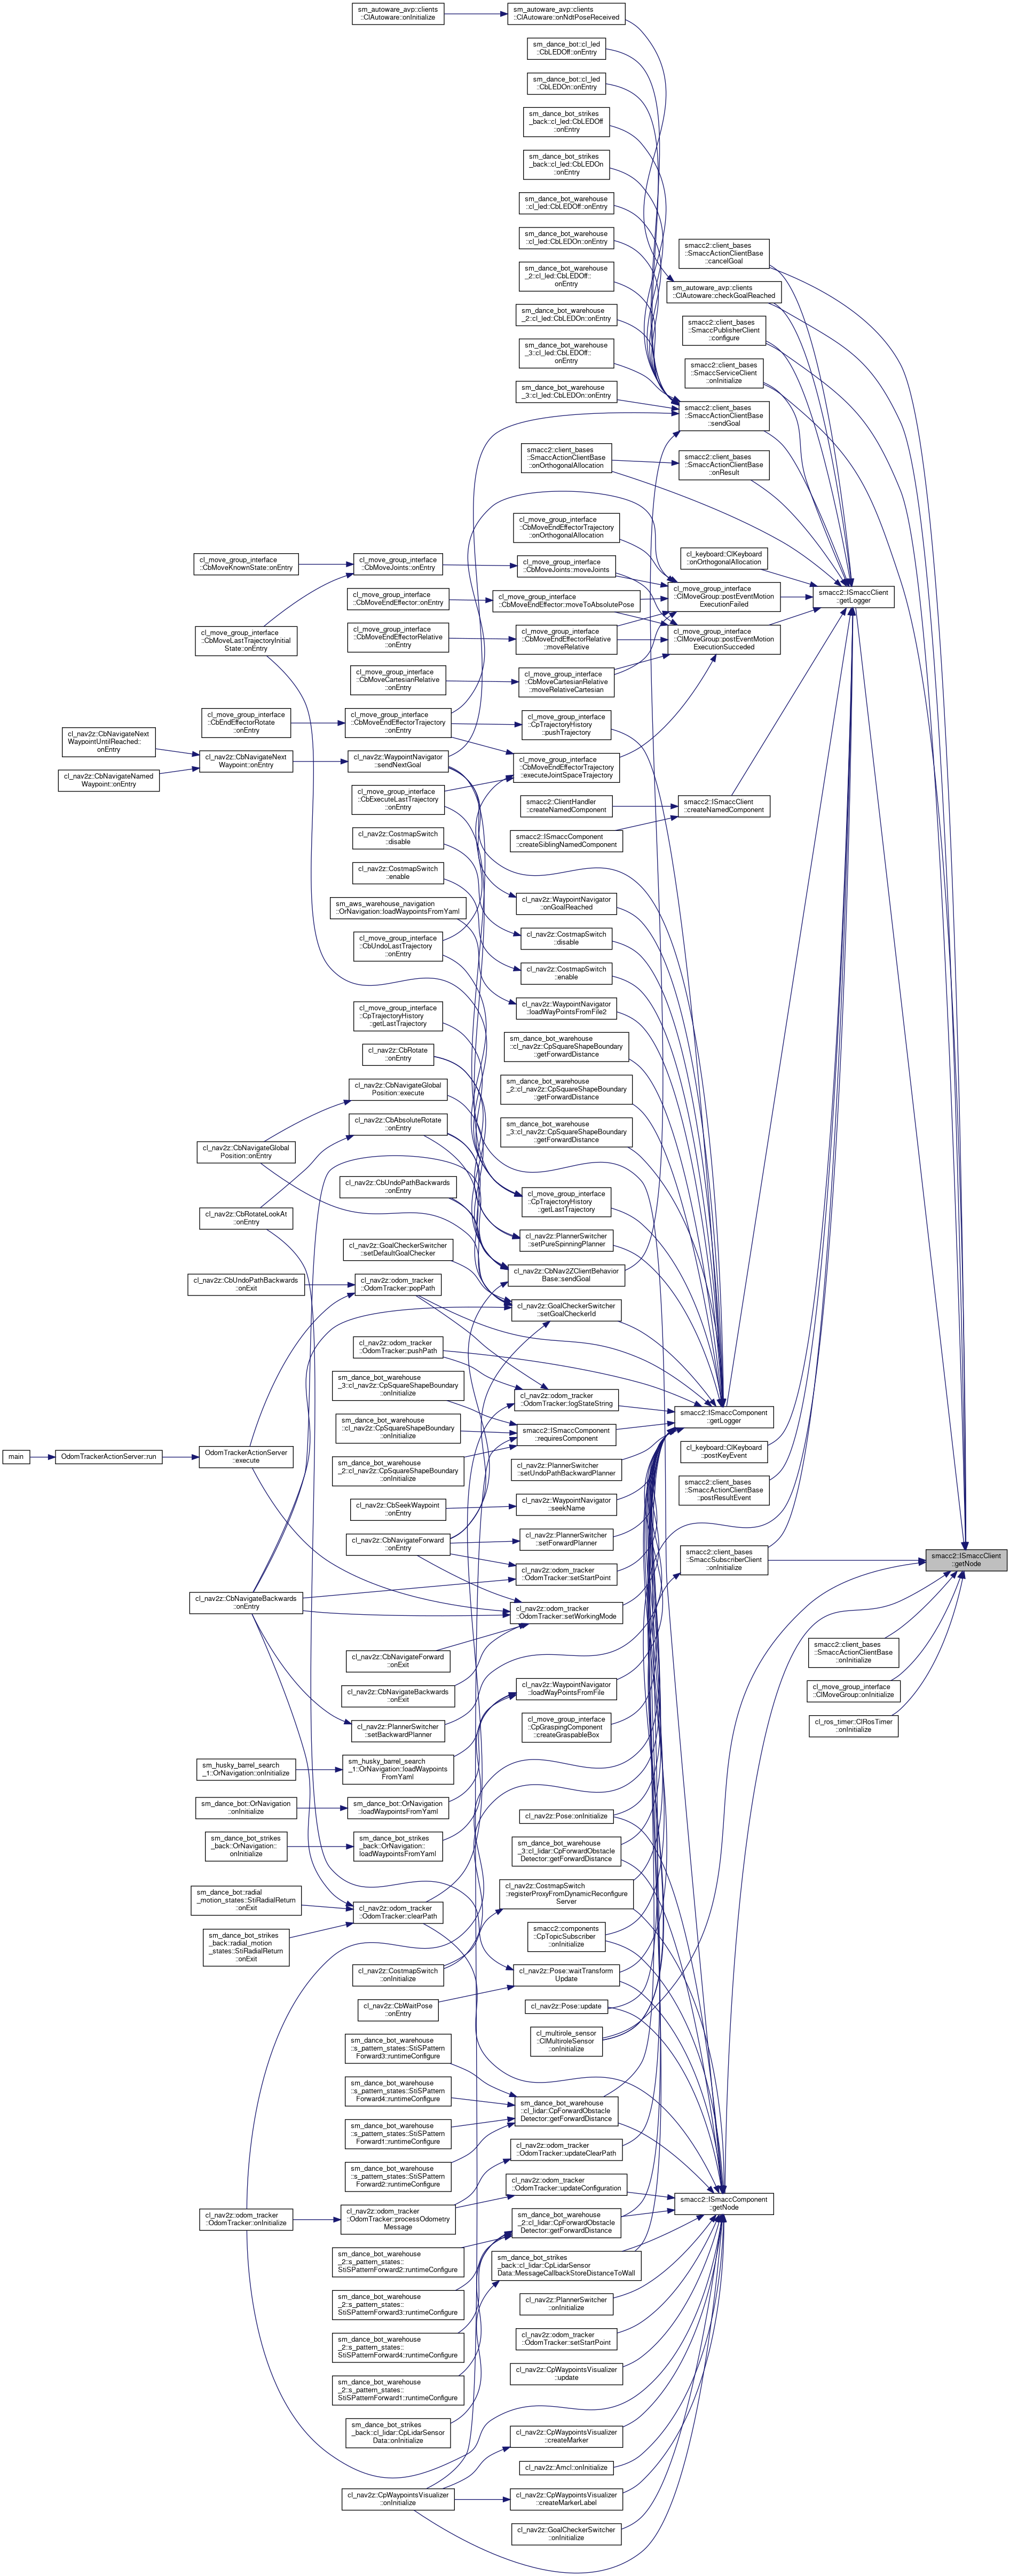 sm_autoware_avp::clients
::ClAutoware::onInitialize
sm_autoware_avp::clients
::ClAutoware::onNdtPoseReceived
sm_dance_bot::cl_led
::CbLEDOff::onEntry
sm_dance_bot::cl_led
::CbLEDOn::onEntry
sm_dance_bot_strikes
_back::cl_led::CbLEDOff
::onEntry
sm_dance_bot_strikes
_back::cl_led::CbLEDOn
::onEntry
sm_dance_bot_warehouse
::cl_led::CbLEDOff::onEntry
sm_dance_bot_warehouse
::cl_led::CbLEDOn::onEntry
smacc2::client_bases
::SmaccActionClientBase
::cancelGoal
sm_dance_bot_warehouse
_2::cl_led::CbLEDOff::
onEntry
sm_autoware_avp::clients
::ClAutoware::checkGoalReached
sm_dance_bot_warehouse
_2::cl_led::CbLEDOn::onEntry
smacc2::client_bases
::SmaccPublisherClient
::configure
sm_dance_bot_warehouse
_3::cl_led::CbLEDOff::
onEntry
smacc2::client_bases
::SmaccServiceClient
::onInitialize
sm_dance_bot_warehouse
_3::cl_led::CbLEDOn::onEntry
smacc2::client_bases
::SmaccActionClientBase
::sendGoal
smacc2::client_bases
::SmaccActionClientBase
::onOrthogonalAllocation
smacc2::client_bases
::SmaccActionClientBase
::onResult
cl_move_group_interface
::CbMoveEndEffectorTrajectory
::onOrthogonalAllocation
cl_keyboard::ClKeyboard
::onOrthogonalAllocation
cl_move_group_interface
::CbMoveKnownState::onEntry
cl_move_group_interface
::CbMoveJoints::onEntry
cl_move_group_interface
::CbMoveJoints::moveJoints
cl_move_group_interface
::ClMoveGroup::postEventMotion
ExecutionFailed
smacc2::ISmaccClient
::getLogger
cl_move_group_interface
::CbMoveEndEffector::onEntry
cl_move_group_interface
::CbMoveEndEffector::moveToAbsolutePose
cl_move_group_interface
::CbMoveLastTrajectoryInitial
State::onEntry
cl_move_group_interface
::CbMoveEndEffectorRelative
::onEntry
cl_move_group_interface
::CbMoveEndEffectorRelative
::moveRelative
cl_move_group_interface
::ClMoveGroup::postEventMotion
ExecutionSucceded
cl_move_group_interface
::CbMoveCartesianRelative
::onEntry
cl_move_group_interface
::CbMoveCartesianRelative
::moveRelativeCartesian
cl_move_group_interface
::CbEndEffectorRotate
::onEntry
cl_move_group_interface
::CbMoveEndEffectorTrajectory
::onEntry
cl_move_group_interface
::CpTrajectoryHistory
::pushTrajectory
cl_nav2z::CbNavigateNext
WaypointUntilReached::
onEntry
cl_nav2z::CbNavigateNext
Waypoint::onEntry
cl_nav2z::WaypointNavigator
::sendNextGoal
cl_move_group_interface
::CbMoveEndEffectorTrajectory
::executeJointSpaceTrajectory
cl_nav2z::CbNavigateNamed
Waypoint::onEntry
cl_move_group_interface
::CbExecuteLastTrajectory
::onEntry
smacc2::ClientHandler
::createNamedComponent
smacc2::ISmaccClient
::createNamedComponent
cl_nav2z::CostmapSwitch
::disable
smacc2::ISmaccComponent
::createSiblingNamedComponent
cl_nav2z::CostmapSwitch
::enable
sm_aws_warehouse_navigation
::OrNavigation::loadWaypointsFromYaml
cl_nav2z::WaypointNavigator
::onGoalReached
cl_move_group_interface
::CbUndoLastTrajectory
::onEntry
cl_nav2z::CostmapSwitch
::disable
cl_nav2z::CostmapSwitch
::enable
cl_move_group_interface
::CpTrajectoryHistory
::getLastTrajectory
cl_nav2z::WaypointNavigator
::loadWayPointsFromFile2
cl_nav2z::CbRotate
::onEntry
sm_dance_bot_warehouse
::cl_nav2z::CpSquareShapeBoundary
::getForwardDistance
cl_nav2z::CbNavigateGlobal
Position::execute
sm_dance_bot_warehouse
_2::cl_nav2z::CpSquareShapeBoundary
::getForwardDistance
cl_nav2z::CbAbsoluteRotate
::onEntry
sm_dance_bot_warehouse
_3::cl_nav2z::CpSquareShapeBoundary
::getForwardDistance
cl_nav2z::CbNavigateGlobal
Position::onEntry
cl_nav2z::CbUndoPathBackwards
::onEntry
cl_move_group_interface
::CpTrajectoryHistory
::getLastTrajectory
cl_nav2z::CbRotateLookAt
::onEntry
cl_nav2z::GoalCheckerSwitcher
::setDefaultGoalChecker
cl_nav2z::PlannerSwitcher
::setPureSpinningPlanner
cl_nav2z::CbUndoPathBackwards
::onExit
cl_nav2z::odom_tracker
::OdomTracker::popPath
cl_nav2z::CbNav2ZClientBehavior
Base::sendGoal
cl_nav2z::GoalCheckerSwitcher
::setGoalCheckerId
cl_nav2z::odom_tracker
::OdomTracker::pushPath
sm_dance_bot_warehouse
_3::cl_nav2z::CpSquareShapeBoundary
::onInitialize
cl_nav2z::odom_tracker
::OdomTracker::logStateString
smacc2::ISmaccComponent
::getLogger
sm_dance_bot_warehouse
::cl_nav2z::CpSquareShapeBoundary
::onInitialize
smacc2::ISmaccComponent
::requiresComponent
main
OdomTrackerActionServer::run
OdomTrackerActionServer
::execute
sm_dance_bot_warehouse
_2::cl_nav2z::CpSquareShapeBoundary
::onInitialize
cl_nav2z::PlannerSwitcher
::setUndoPathBackwardPlanner
cl_keyboard::ClKeyboard
::postKeyEvent
cl_nav2z::CbSeekWaypoint
::onEntry
cl_nav2z::WaypointNavigator
::seekName
smacc2::client_bases
::SmaccActionClientBase
::postResultEvent
cl_nav2z::CbNavigateForward
::onEntry
cl_nav2z::PlannerSwitcher
::setForwardPlanner
smacc2::client_bases
::SmaccSubscriberClient
::onInitialize
smacc2::ISmaccClient
::getNode
cl_nav2z::CbNavigateBackwards
::onEntry
cl_nav2z::odom_tracker
::OdomTracker::setStartPoint
cl_nav2z::odom_tracker
::OdomTracker::setWorkingMode
cl_nav2z::CbNavigateForward
::onExit
smacc2::client_bases
::SmaccActionClientBase
::onInitialize
cl_nav2z::CbNavigateBackwards
::onExit
cl_nav2z::WaypointNavigator
::loadWayPointsFromFile
cl_move_group_interface
::ClMoveGroup::onInitialize
cl_nav2z::PlannerSwitcher
::setBackwardPlanner
cl_move_group_interface
::CpGraspingComponent
::createGraspableBox
cl_ros_timer::ClRosTimer
::onInitialize
sm_husky_barrel_search
_1::OrNavigation::onInitialize
sm_husky_barrel_search
_1::OrNavigation::loadWaypoints
FromYaml
sm_dance_bot::OrNavigation
::onInitialize
sm_dance_bot::OrNavigation
::loadWaypointsFromYaml
cl_nav2z::Pose::onInitialize
sm_dance_bot_strikes
_back::OrNavigation::
onInitialize
sm_dance_bot_strikes
_back::OrNavigation::
loadWaypointsFromYaml
sm_dance_bot_warehouse
_3::cl_lidar::CpForwardObstacle
Detector::getForwardDistance
sm_dance_bot::radial
_motion_states::StiRadialReturn
::onExit
cl_nav2z::odom_tracker
::OdomTracker::clearPath
cl_nav2z::CostmapSwitch
::registerProxyFromDynamicReconfigure
Server
sm_dance_bot_strikes
_back::radial_motion
_states::StiRadialReturn
::onExit
smacc2::components
::CpTopicSubscriber
::onInitialize
cl_nav2z::CostmapSwitch
::onInitialize
cl_nav2z::Pose::waitTransform
Update
cl_nav2z::CbWaitPose
::onEntry
cl_nav2z::Pose::update
cl_multirole_sensor
::ClMultiroleSensor
::onInitialize
sm_dance_bot_warehouse
::s_pattern_states::StiSPattern
Forward3::runtimeConfigure
sm_dance_bot_warehouse
::s_pattern_states::StiSPattern
Forward4::runtimeConfigure
sm_dance_bot_warehouse
::cl_lidar::CpForwardObstacle
Detector::getForwardDistance
sm_dance_bot_warehouse
::s_pattern_states::StiSPattern
Forward1::runtimeConfigure
cl_nav2z::odom_tracker
::OdomTracker::updateClearPath
sm_dance_bot_warehouse
::s_pattern_states::StiSPattern
Forward2::runtimeConfigure
cl_nav2z::odom_tracker
::OdomTracker::updateConfiguration
smacc2::ISmaccComponent
::getNode
cl_nav2z::odom_tracker
::OdomTracker::onInitialize
cl_nav2z::odom_tracker
::OdomTracker::processOdometry
Message
sm_dance_bot_warehouse
_2::cl_lidar::CpForwardObstacle
Detector::getForwardDistance
sm_dance_bot_warehouse
_2::s_pattern_states::
StiSPatternForward2::runtimeConfigure
sm_dance_bot_strikes
_back::cl_lidar::CpLidarSensor
Data::MessageCallbackStoreDistanceToWall
sm_dance_bot_warehouse
_2::s_pattern_states::
StiSPatternForward3::runtimeConfigure
cl_nav2z::PlannerSwitcher
::onInitialize
sm_dance_bot_warehouse
_2::s_pattern_states::
StiSPatternForward4::runtimeConfigure
cl_nav2z::odom_tracker
::OdomTracker::setStartPoint
sm_dance_bot_warehouse
_2::s_pattern_states::
StiSPatternForward1::runtimeConfigure
cl_nav2z::CpWaypointsVisualizer
::update
sm_dance_bot_strikes
_back::cl_lidar::CpLidarSensor
Data::onInitialize
cl_nav2z::CpWaypointsVisualizer
::createMarker
cl_nav2z::Amcl::onInitialize
cl_nav2z::CpWaypointsVisualizer
::onInitialize
cl_nav2z::CpWaypointsVisualizer
::createMarkerLabel
cl_nav2z::GoalCheckerSwitcher
::onInitialize